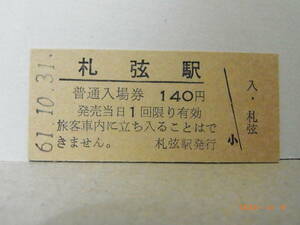 61.10.31.
札弦駅
普通入場券 140円
発売当日1回限り有効
旅客車内に立ち入ることはで
きません。 札弦駅発行
小
入・札弦